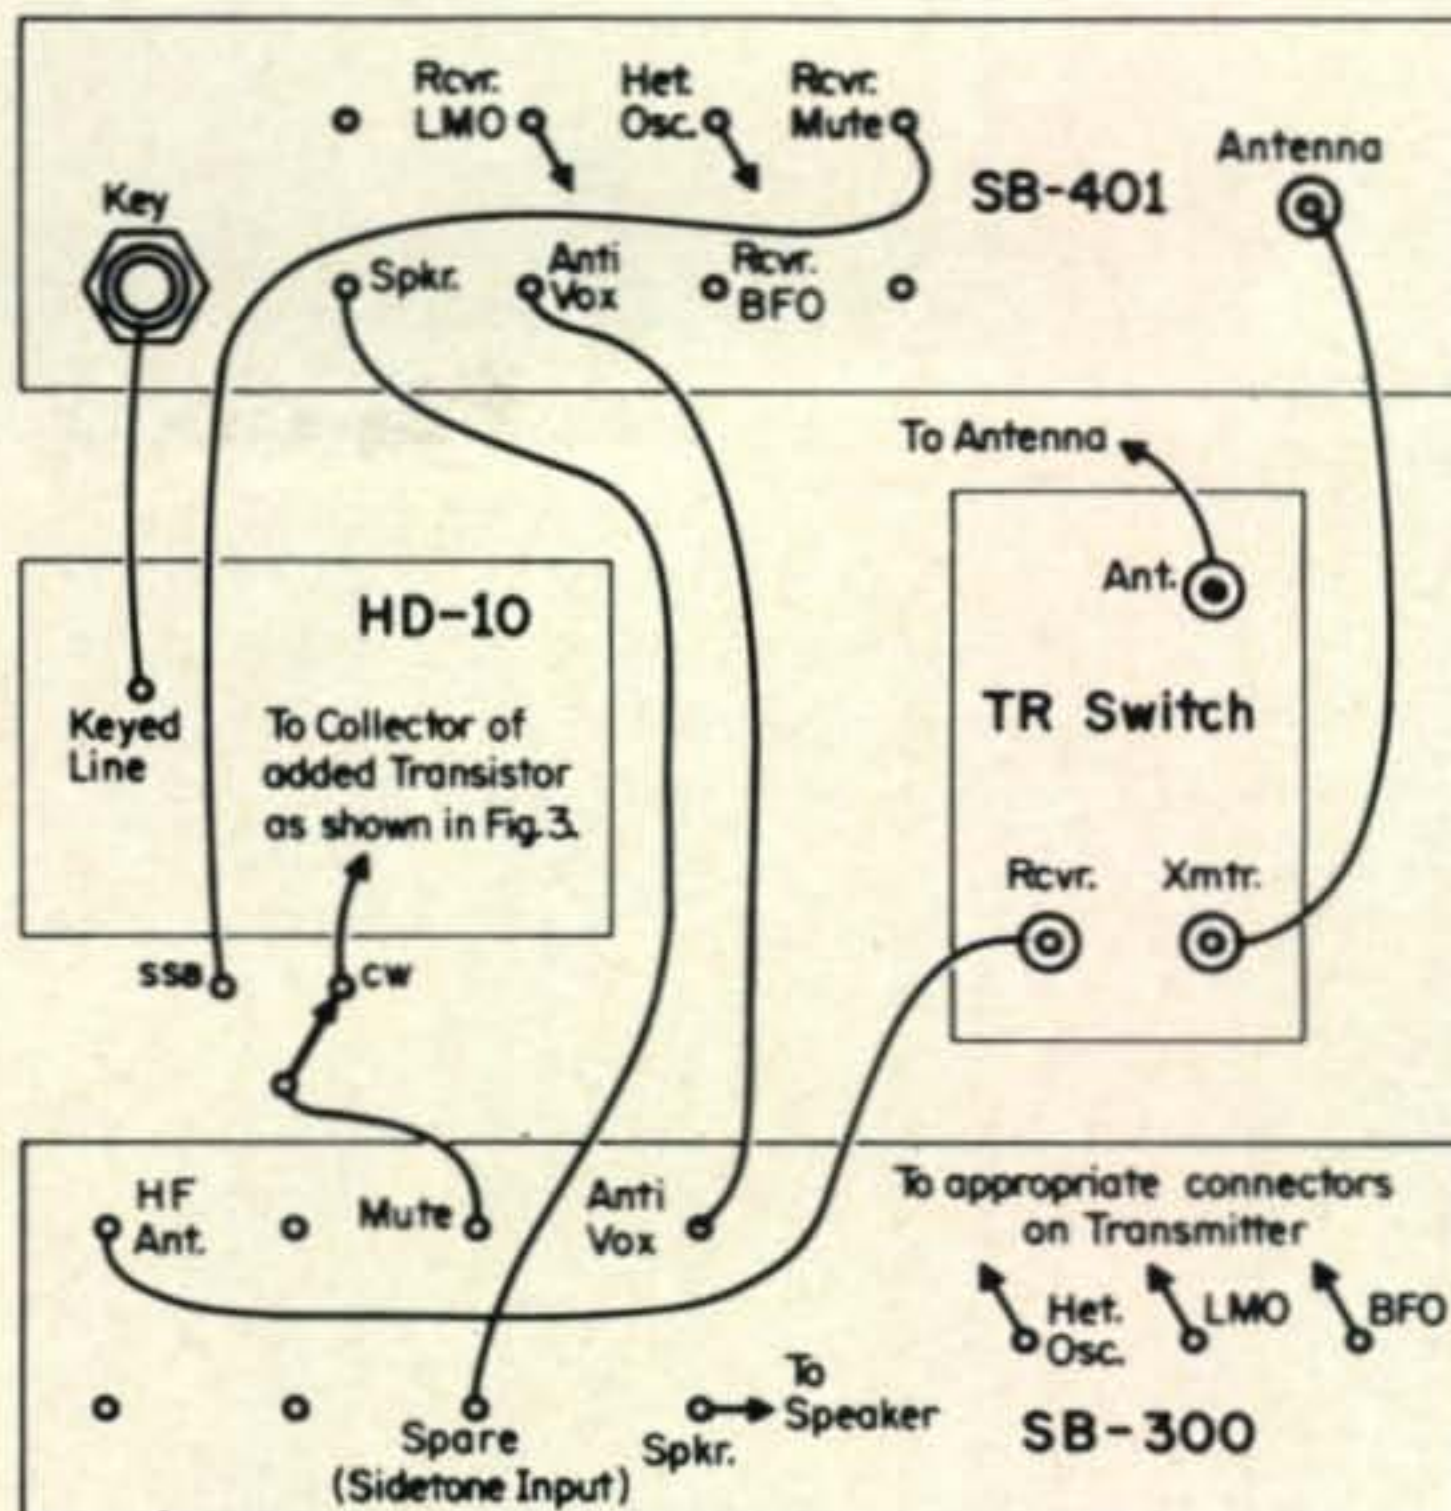 Rcvr.
LMO
Het.
Osc.
Rcvr.
Mute
SB-401
Antenna
Key
Spkr.
Anti
Vox
Rcvr.
BFO
To Antenna
Ant.
TR Switch
Rcvr.
Xmtr.
HD-10
Keyed
Line
To Collector of
added Transistor
as shown in Fig.3.
SSB
CW
HF
Ant.
Mute
Anti
Vox
To appropriate connectors
on Transmitter
Het.
Osc.
LMO
BFO
Spare
(Sidetone Input)
Spkr.
To
Speaker
SB-300